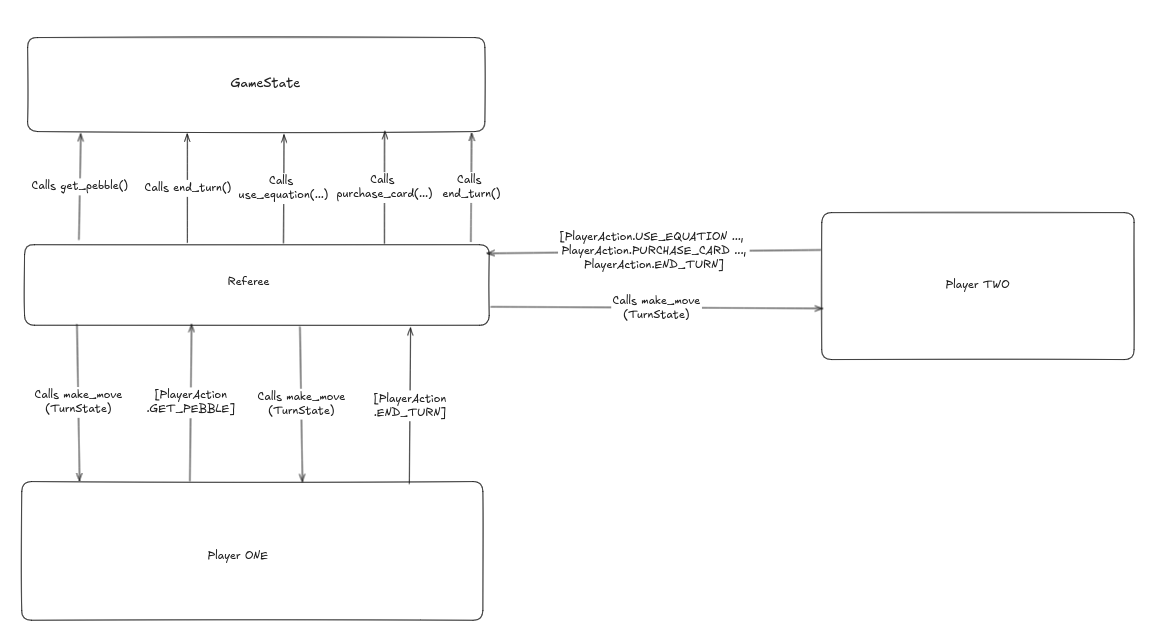 GameState
Calls get_pebble()
Calls end_turn()
Calls
use_equation(...)
Calls
purchase_card(...)
Calls
end_turn()
[PlayerAction.USE_EQUATION ...,
PlayerAction.PURCHASE_CARD ...,
PlayerAction.END_TURN]
Referee
Player TWO
Calls make_move
(TurnState)
Calls make_move
(TurnState)
[PlayerAction
.GET_PEBBLE]
Calls make_move
(TurnState)
[PlayerAction
.END_TURN]
Player ONE